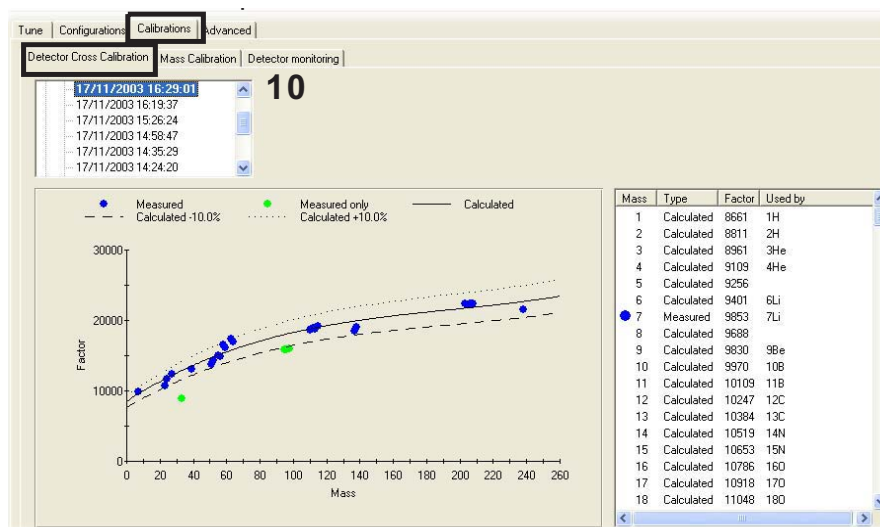 Tune Configurations Calibrations Advanced
Detector Cross Calibration Mass Calibration Detector monitoring
10
17/11/2003 16:29:01
17/11/2003 16:19:37
17/11/2003 15:26:24
17/11/2003 14:58:47
17/11/2003 14:35:29
17/11/2003 14:24:20
Measured Measured only Calculated
Calculated -10.0% Calculated +10.0%
30000
20000
10000
0
Factor
0 20 40 60 80 100 120 140 160 180 200 220 240 260
Mass
Mass Type Factor Used by
1 Calculated 8661 1H
2 Calculated 8811 2H
3 Calculated 8961 3He
4 Calculated 9109 4He
5 Calculated 9256
6 Calculated 9401 6Li
7 Measured 9853 7Li
8 Calculated 9688
9 Calculated 9830 9Be
10 Calculated 9970 10B
11 Calculated 10109 11B
12 Calculated 10247 12C
13 Calculated 10384 13C
14 Calculated 10519 14N
15 Calculated 10653 15N
16 Calculated 10786 16O
17 Calculated 10918 17O
18 Calculated 11048 18O